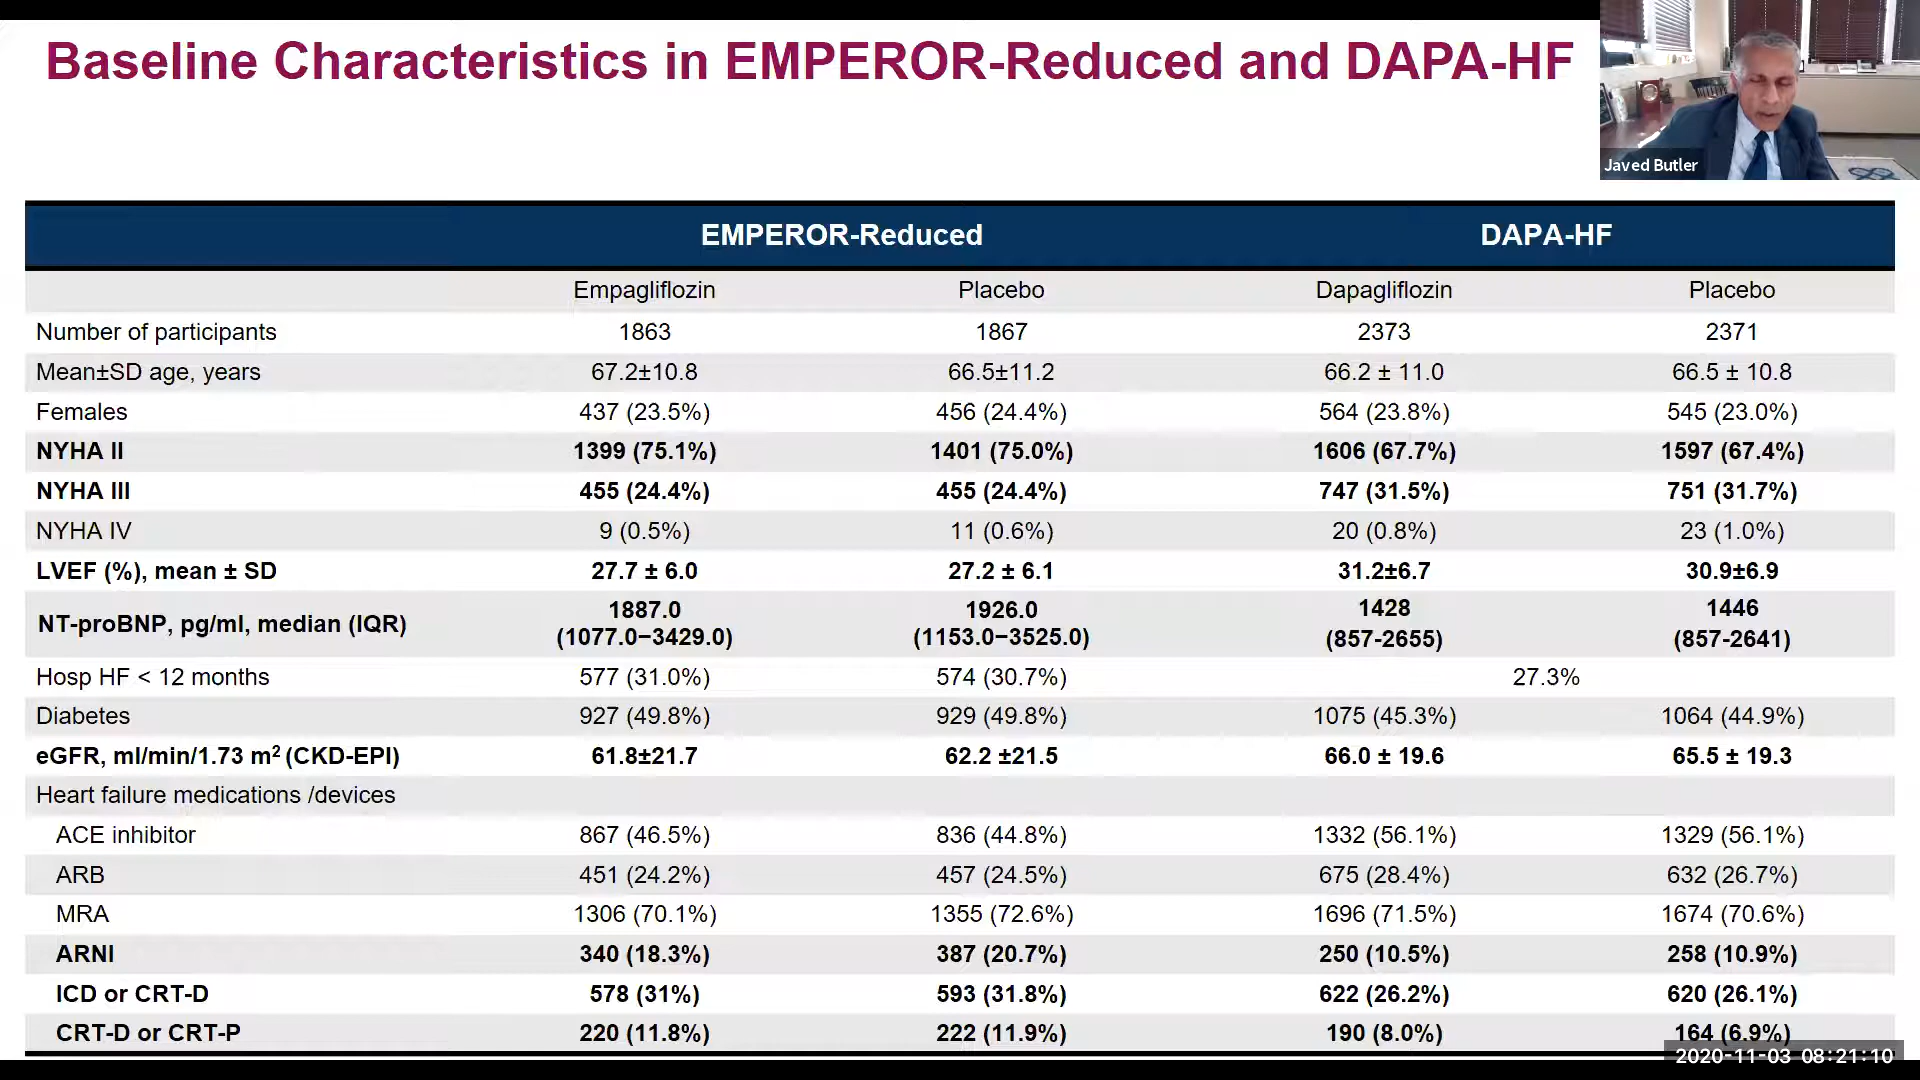 Baseline Characteristics in EMPEROR-Reduced and DAPA-HF
Javed Butler
EMPEROR-Reduced DAPA-HF
Empagliflozin Placebo Dapagliflozin Placebo
Number of participants 1863 1867 2373 2371
Mean±SD age, years 67.2±10.8 66.5±11.2 66.2 ± 11.0 66.5 ± 10.8
Females 437 (23.5%) 456 (24.4%) 564 (23.8%) 545 (23.0%)
NYHA II 1399 (75.1%) 1401 (75.0%) 1606 (67.7%) 1597 (67.4%)
NYHA III 455 (24.4%) 455 (24.4%) 747 (31.5%) 751 (31.7%)
NYHA IV 9 (0.5%) 11 (0.6%) 20 (0.8%) 23 (1.0%)
LVEF (%), mean ± SD 27.7 ± 6.0 27.2 ± 6.1 31.2±6.7 30.9±6.9
NT-proBNP, pg/ml, median (IQR) 1887.0 1926.0 1428 1446
(1077.0−3429.0) (1153.0−3525.0) (857-2655) (857-2641)
Hosp HF < 12 months 577 (31.0%) 574 (30.7%) 27.3%
Diabetes 927 (49.8%) 929 (49.8%) 1075 (45.3%) 1064 (44.9%)
eGFR, ml/min/1.73 m² (CKD-EPI) 61.8±21.7 62.2 ±21.5 66.0 ± 19.6 65.5 ± 19.3
Heart failure medications /devices
ACE inhibitor 867 (46.5%) 836 (44.8%) 1332 (56.1%) 1329 (56.1%)
ARB 451 (24.2%) 457 (24.5%) 675 (28.4%) 632 (26.7%)
MRA 1306 (70.1%) 1355 (72.6%) 1696 (71.5%) 1674 (70.6%)
ARNI 340 (18.3%) 387 (20.7%) 250 (10.5%) 258 (10.9%)
ICD or CRT-D 578 (31%) 593 (31.8%) 622 (26.2%) 620 (26.1%)
CRT-D or CRT-P 220 (11.8%) 222 (11.9%) 190 (8.0%) 164 (6.9%)
2020-11-03 08:21:10